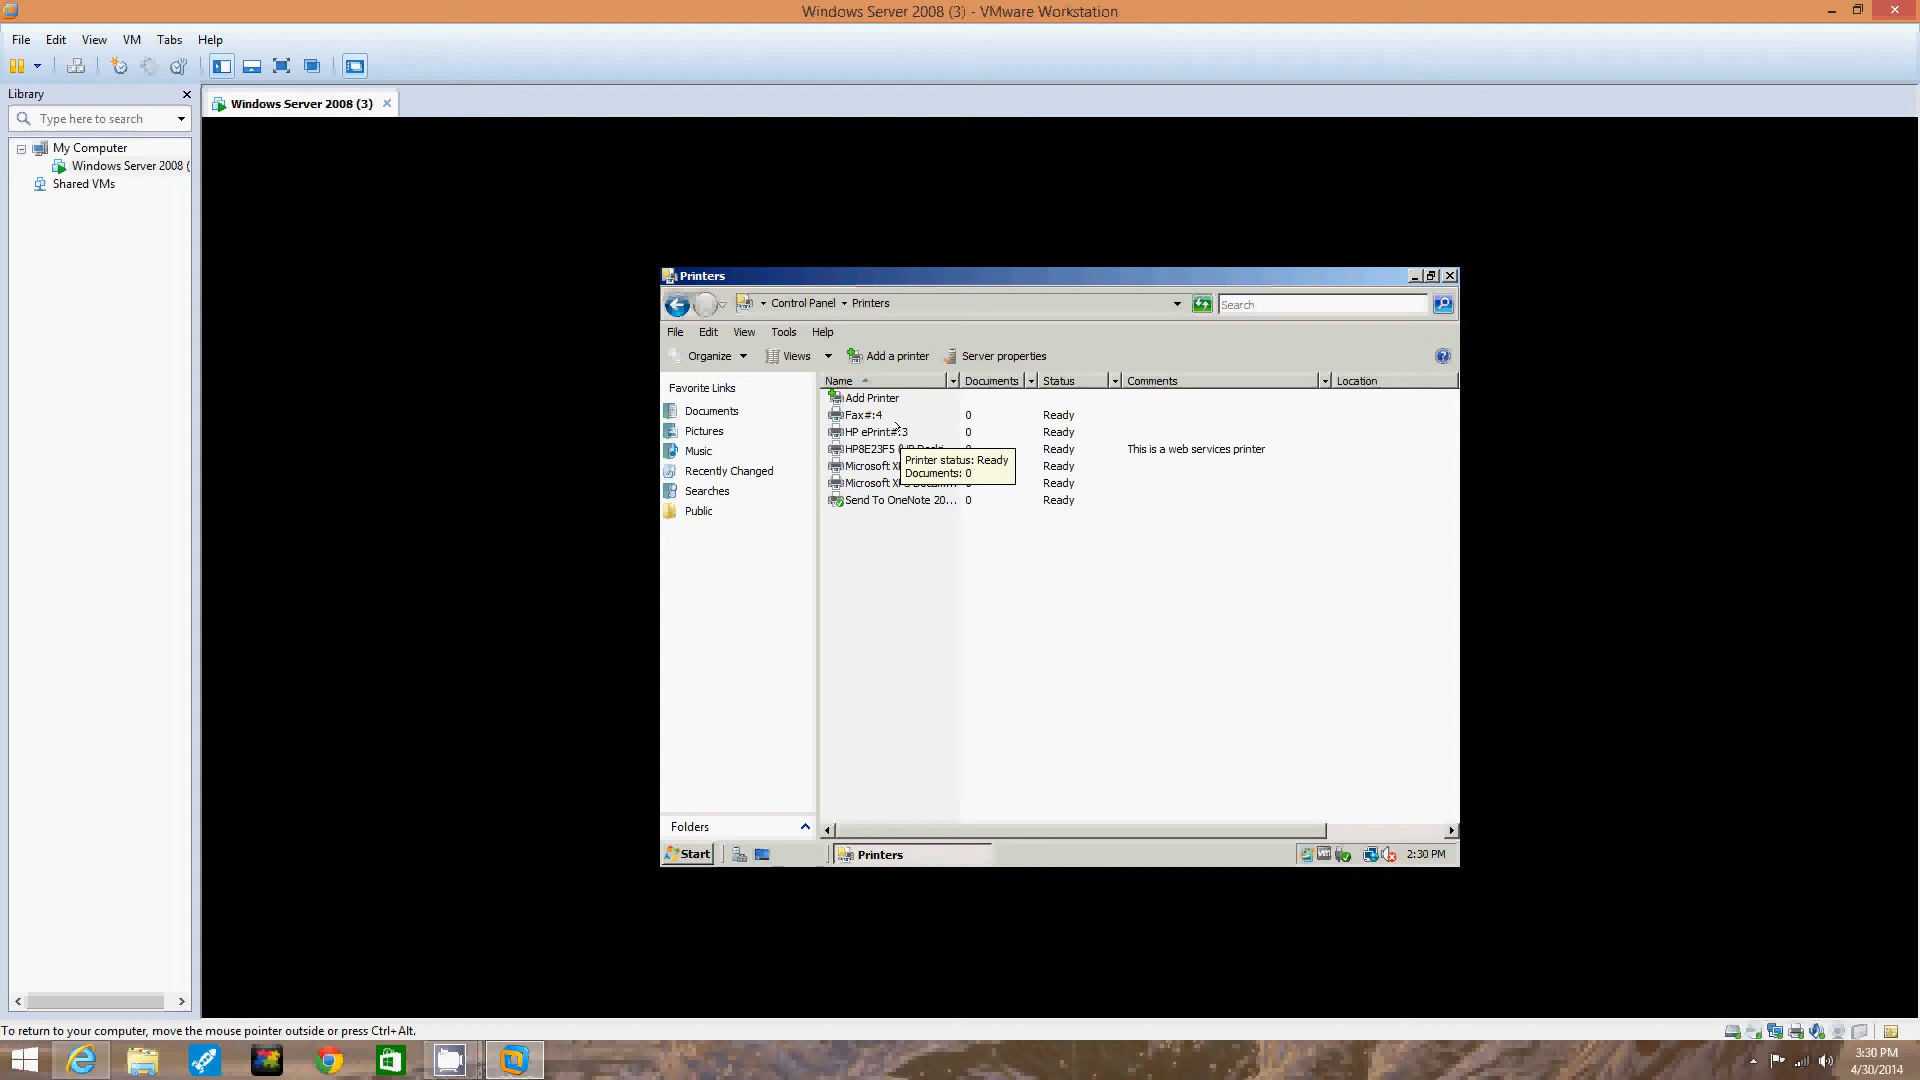 Windows Server 2008 (3) - VMware Workstation
File Edit View VM Tabs Help
Library
Windows Server 2008 (3)
Type here to search
My Computer
Windows Server 2008 (
Shared VMs
Printers
Control Panel Printers
Search
File Edit View Tools Help
Organize Views Add a printer Server properties
Favorite Links
Documents
Pictures
Music
Recently Changed
Searches
Public
Folders
Name Documents Status Comments Location
Add Printer
Fax#:4 0 Ready
HP ePrint#:3 0 Ready
HP8E23F5 Ready This is a web services printer
Microsoft Ready
Microsoft Ready
Send To OneNote 20... 0 Ready
Printer status: Ready
Documents: 0
Start Printers 2:30 PM
To return to your computer, move the mouse pointer outside or press Ctrl+Alt.
3:30 PM
4/30/2014